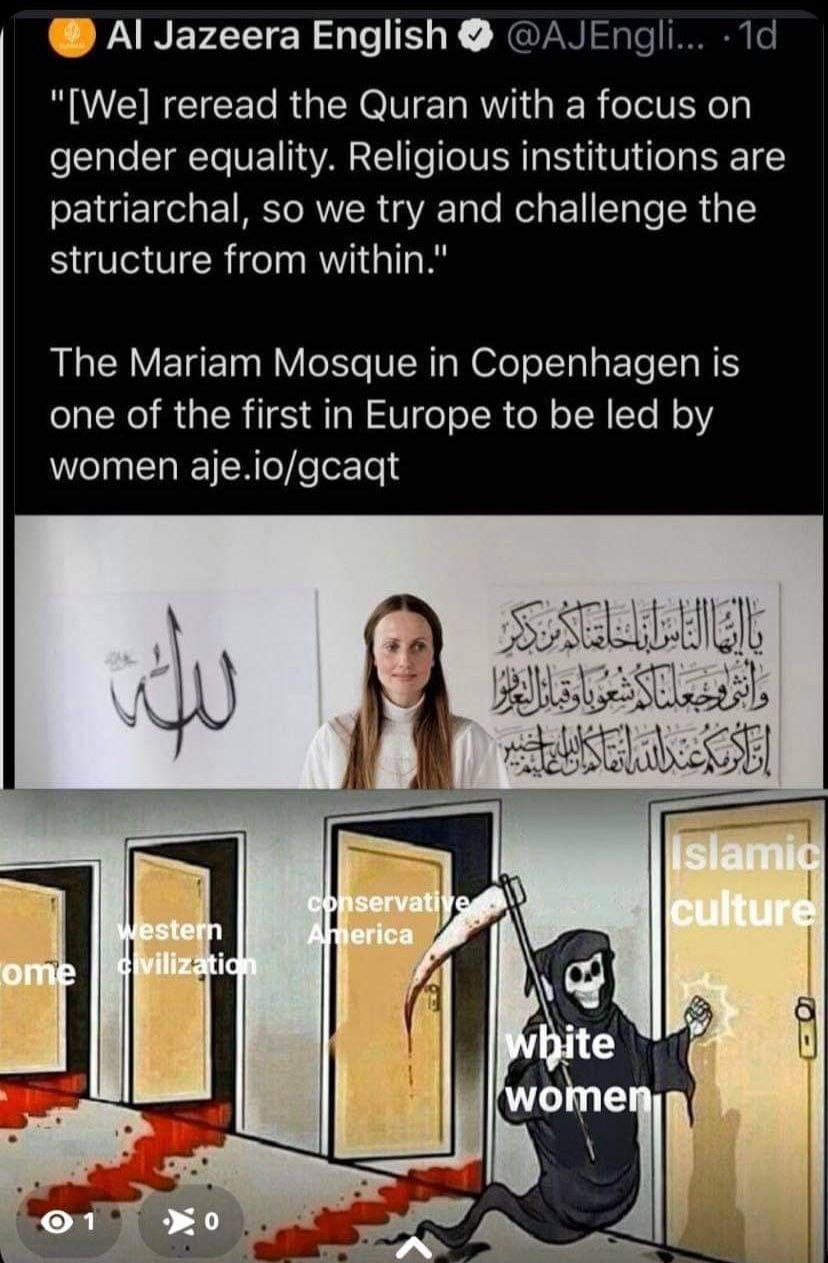 Al Jazeera English @AJEngli... · 1d
"[We] reread the Quran with a focus on
gender equality. Religious institutions are
patriarchal, so we try and challenge the
structure from within."
The Mariam Mosque in Copenhagen is
one of the first in Europe to be led by
women aje.io/gcaqt
الله
يا أيها الناس إنا خلقناكم من ذكر
وأنثى وجعلناكم شعوبا وقبائل لتعارفوا
إن أكرمكم عند الله أتقاكم إن الله عليم خبير
ome
western
civilization
conservative
America
white
women
Islamic
culture
1
0